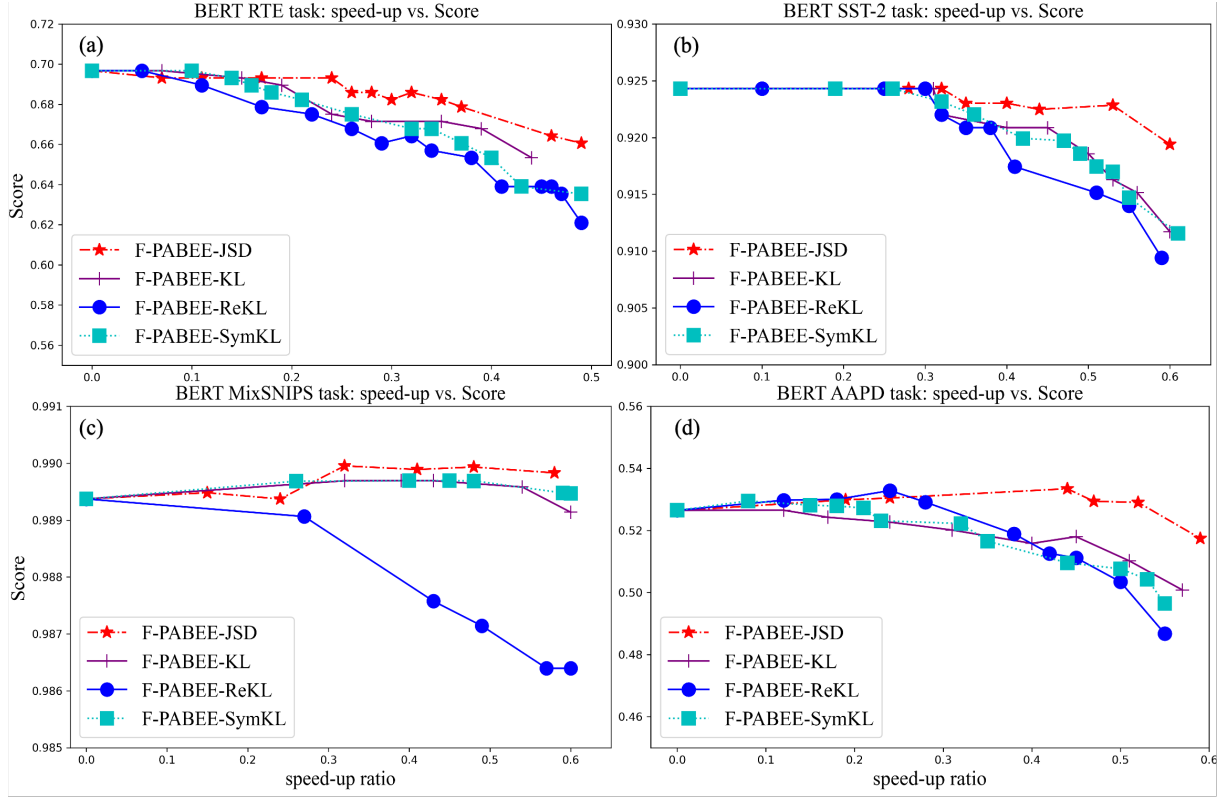 BERT RTE task: speed-up vs. Score
(a)
0.72
0.70
0.68
0.66
0.64
0.62
0.60
0.58
0.56
Score
F-PABEE-JSD
F-PABEE-KL
F-PABEE-ReKL
F-PABEE-SymKL
0.0 0.1 0.2 0.3 0.4 0.5
BERT SST-2 task: speed-up vs. Score
(b)
0.930
0.925
0.920
0.915
0.910
0.905
0.900
F-PABEE-JSD
F-PABEE-KL
F-PABEE-ReKL
F-PABEE-SymKL
0.0 0.1 0.2 0.3 0.4 0.5 0.6
BERT MixSNIPS task: speed-up vs. Score
(c)
0.991
0.990
0.989
0.988
0.987
0.986
0.985
Score
F-PABEE-JSD
F-PABEE-KL
F-PABEE-ReKL
F-PABEE-SymKL
0.0 0.1 0.2 0.3 0.4 0.5 0.6
speed-up ratio
BERT AAPD task: speed-up vs. Score
(d)
0.56
0.54
0.52
0.50
0.48
0.46
F-PABEE-JSD
F-PABEE-KL
F-PABEE-ReKL
F-PABEE-SymKL
0.0 0.1 0.2 0.3 0.4 0.5 0.6
speed-up ratio